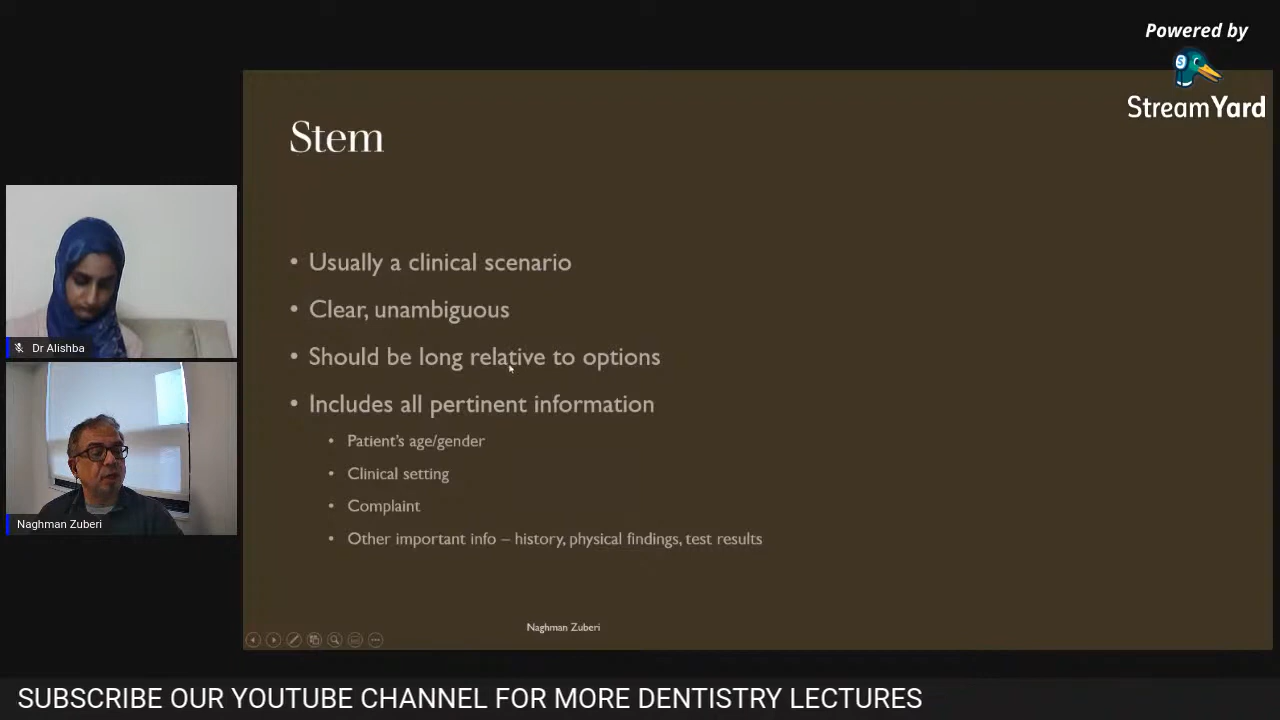 Powered by
StreamYard
Stem
• Usually a clinical scenario
• Clear, unambiguous
• Should be long relative to options
• Includes all pertinent information
• Patient's age/gender
• Clinical setting
• Complaint
• Other important info – history, physical findings, test results
Naghman Zuberi
Dr Alishba
Naghman Zuberi
SUBSCRIBE OUR YOUTUBE CHANNEL FOR MORE DENTISTRY LECTURES